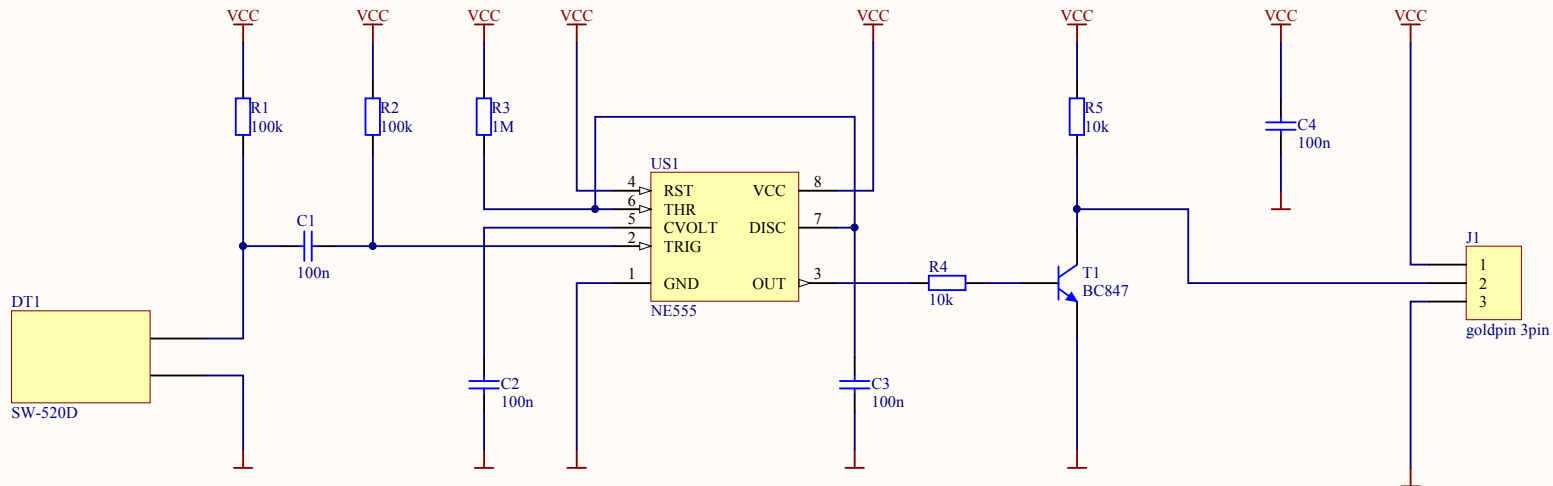 VCC
VCC
VCC
VCC
VCC
VCC
VCC
VCC
R1
100k
R2
100k
R3
1M
R5
10k
C4
100n
US1
4
RST
VCC
8
6
THR
5
CVOLT
DISC
7
2
TRIG
1
GND
OUT
3
NE555
C1
100n
R4
10k
T1
BC847
J1
1
2
3
goldpin 3pin
DT1
SW-520D
C2
100n
C3
100n